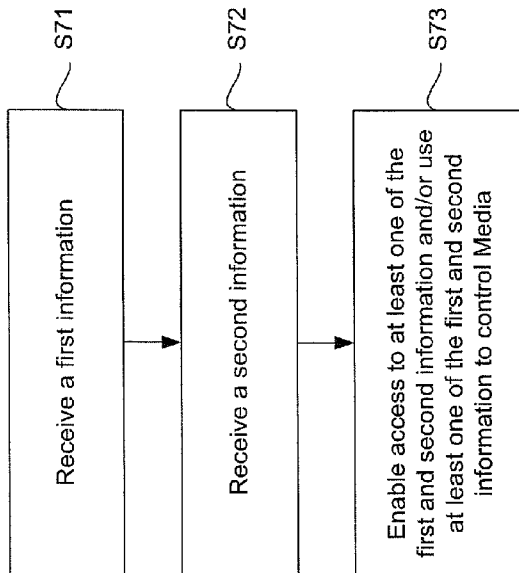 Receive a first information
S71
Receive a second information
S72
Enable access to at least one of the
first and second information and/or use
at least one of the first and second
information to control Media
S73